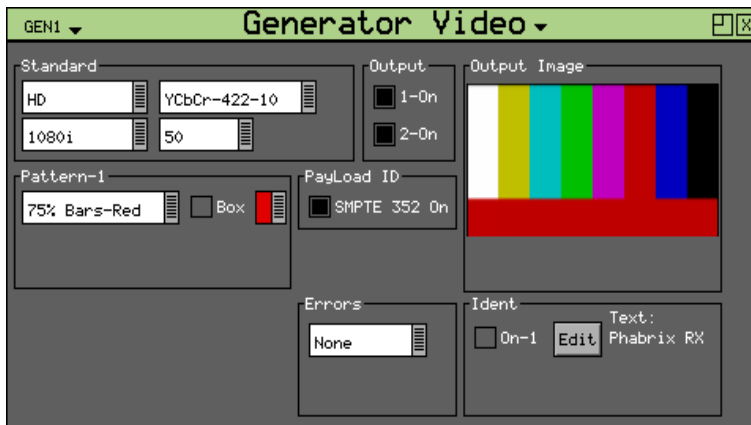 GEN1 Generator Video
Standard
HD YCbCr-422-10
1080i 50
Output
1-On
2-On
Output Image
Pattern-1
75% Bars-Red Box
PayLoad ID
SMPTE 352 On
Errors
None
Ident
On-1 Edit
Text:
Phabrix RX